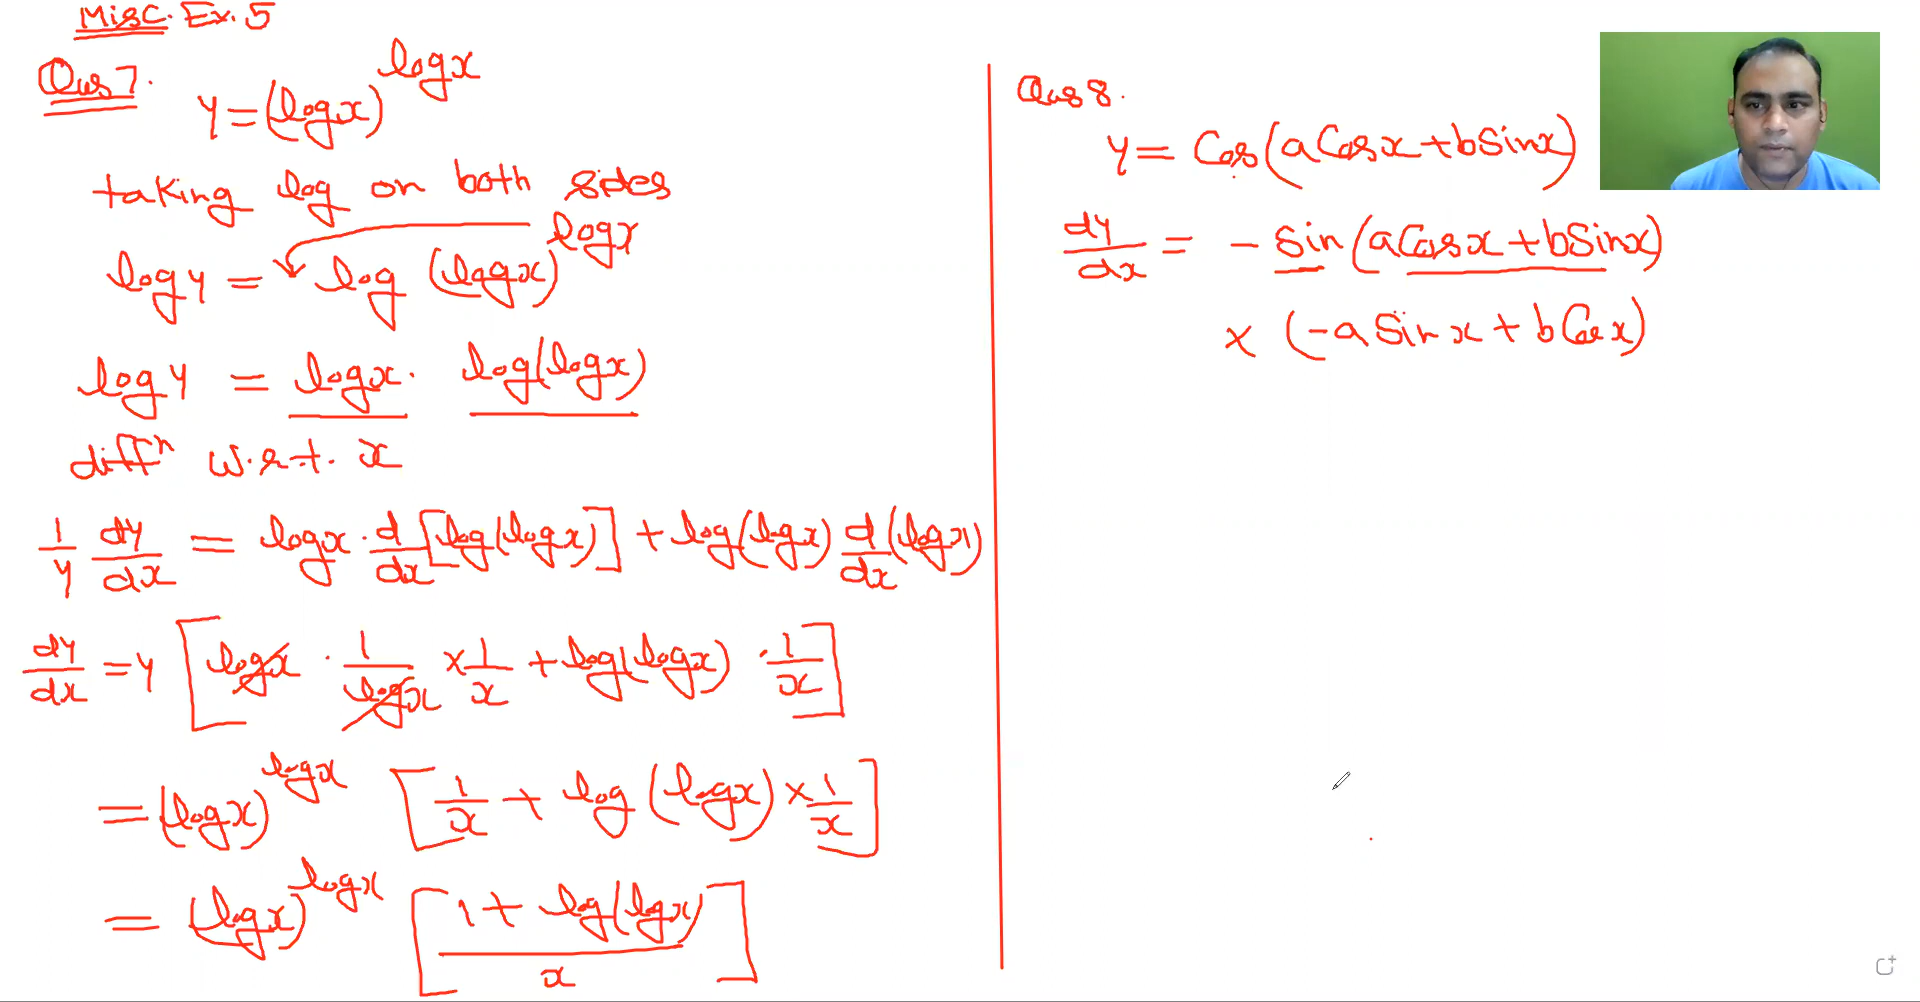 Misc. Ex. 5
Ques 7.
y = (log x)^log x
taking log on both sides
log y = log (log x)^log x
log y = log x . log(log x)
diffⁿ w.r.t. x
1/y dy/dx = log x . d/dx [log(log x)] + log(log x) d/dx (log x)
dy/dx = y [log x . 1/log x × 1/x + log(log x) . 1/x]
= (log x)^log x [1/x + log (log x) × 1/x]
= (log x)^log x [1 + log(log x) / x]
Ques 8.
y = Cos(a Cos x + b Sin x)
dy/dx = - sin (a Cos x + b Sin x)
× (-a Sin x + b Cos x)